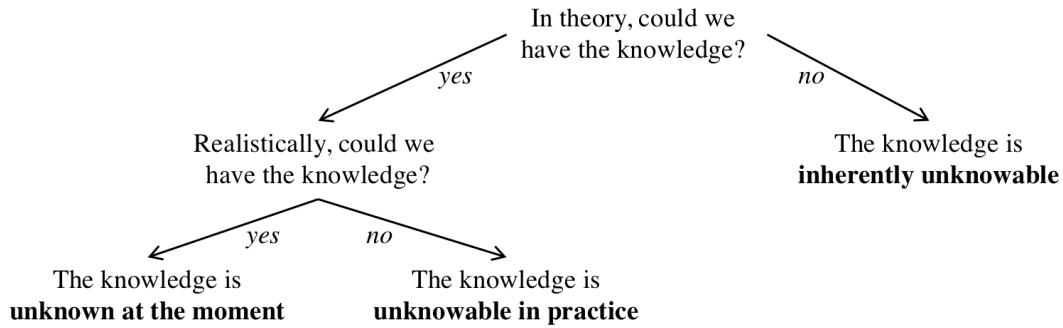 In theory, could we
have the knowledge?
yes
no
Realistically, could we
have the knowledge?
The knowledge is
inherently unknowable
yes
no
The knowledge is
unknown at the moment
The knowledge is
unknowable in practice